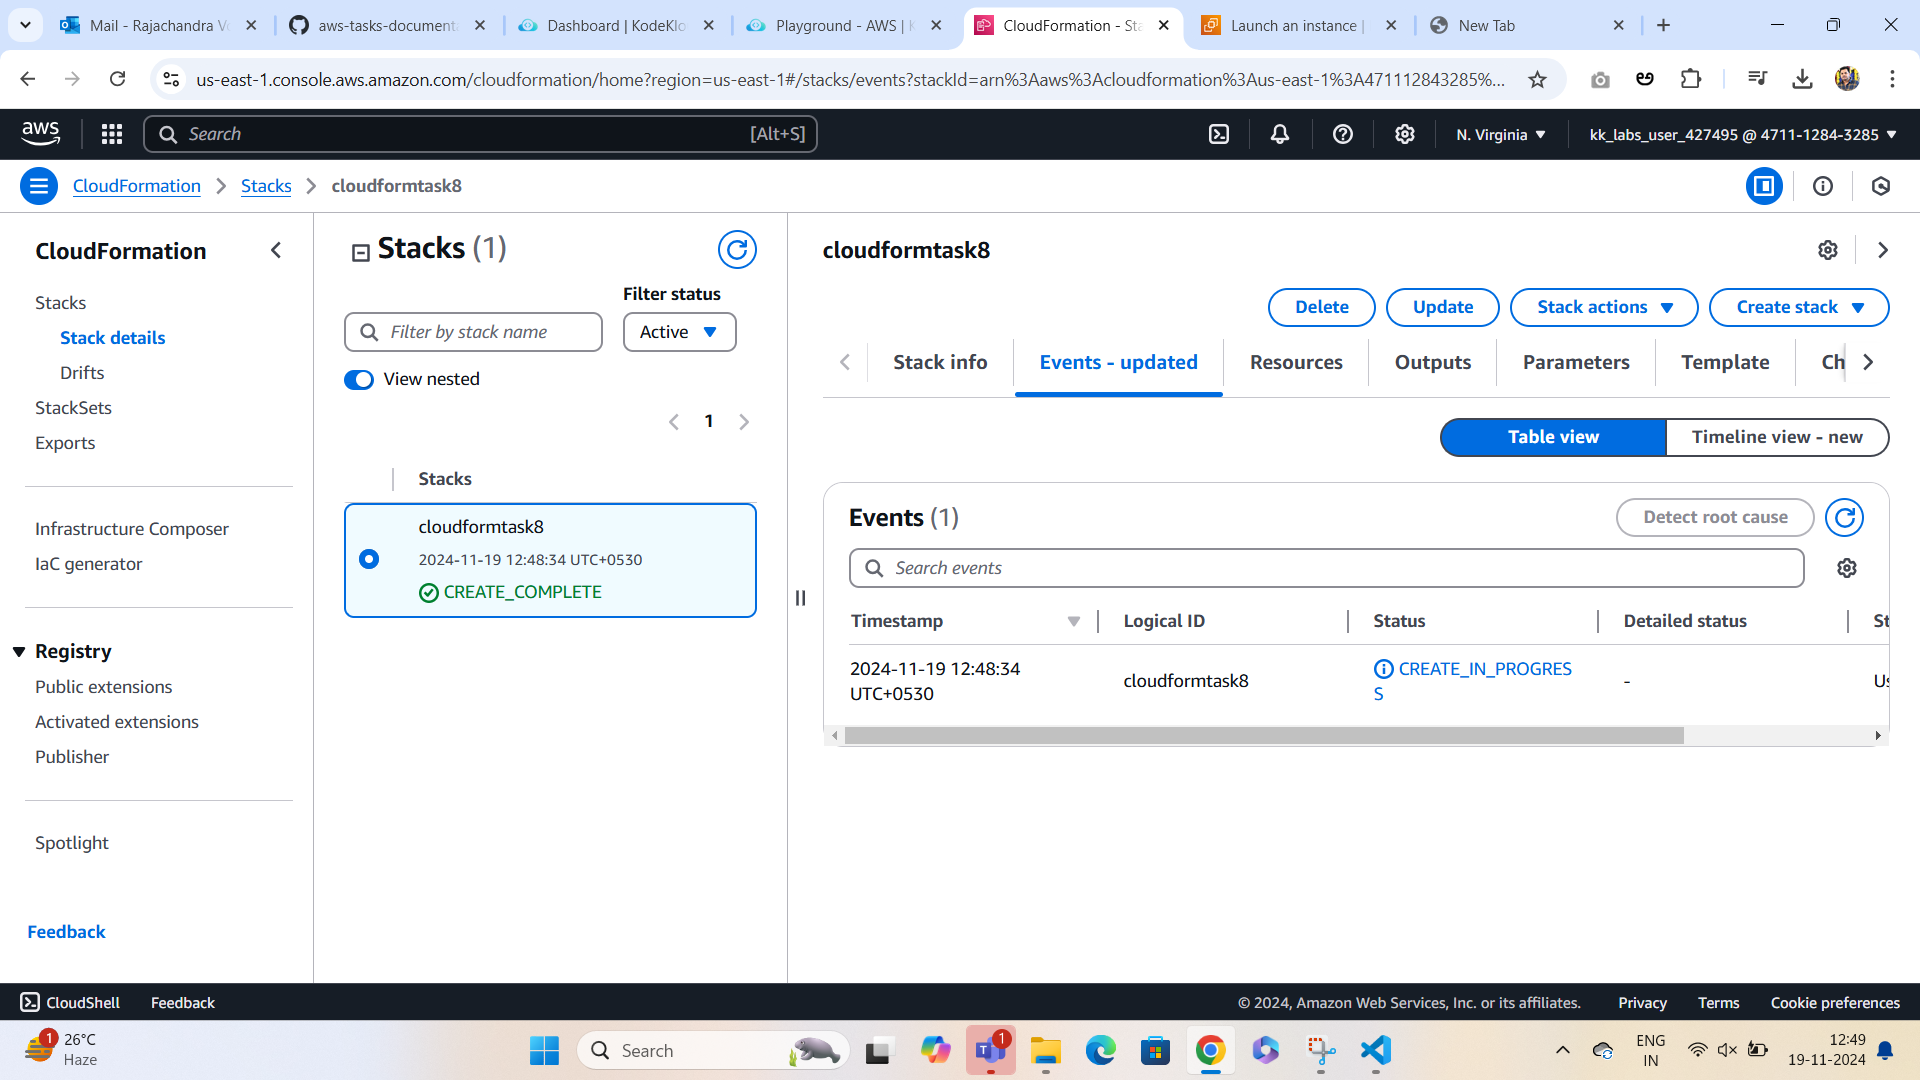 Mail - Rajachandra Vo
aws-tasks-documenta
Dashboard | KodeKlo
Playground - AWS | K
CloudFormation - Sta
Launch an instance |
New Tab
us-east-1.console.aws.amazon.com/cloudformation/home?region=us-east-1#/stacks/events?stackId=arn%3Aaws%3Acloudformation%3Aus-east-1%3A471112843285%...
aws
Search
[Alt+S]
N. Virginia
kk_labs_user_427495 @ 4711-1284-3285
CloudFormation
Stacks
cloudformtask8
CloudFormation
Stacks
Stack details
Drifts
StackSets
Exports
Infrastructure Composer
IaC generator
Registry
Public extensions
Activated extensions
Publisher
Spotlight
Feedback
Stacks (1)
Filter status
Filter by stack name
Active
View nested
1
Stacks
cloudformtask8
2024-11-19 12:48:34 UTC+0530
CREATE_COMPLETE
cloudformtask8
Delete
Update
Stack actions
Create stack
Stack info
Events - updated
Resources
Outputs
Parameters
Template
Ch
Table view
Timeline view - new
Events (1)
Detect root cause
Search events
Timestamp
Logical ID
Status
Detailed status
St
2024-11-19 12:48:34
UTC+0530
cloudformtask8
CREATE_IN_PROGRES
S
-
Us
CloudShell
Feedback
© 2024, Amazon Web Services, Inc. or its affiliates.
Privacy
Terms
Cookie preferences
1
26°C
Haze
Search
1
ENG
IN
12:49
19-11-2024